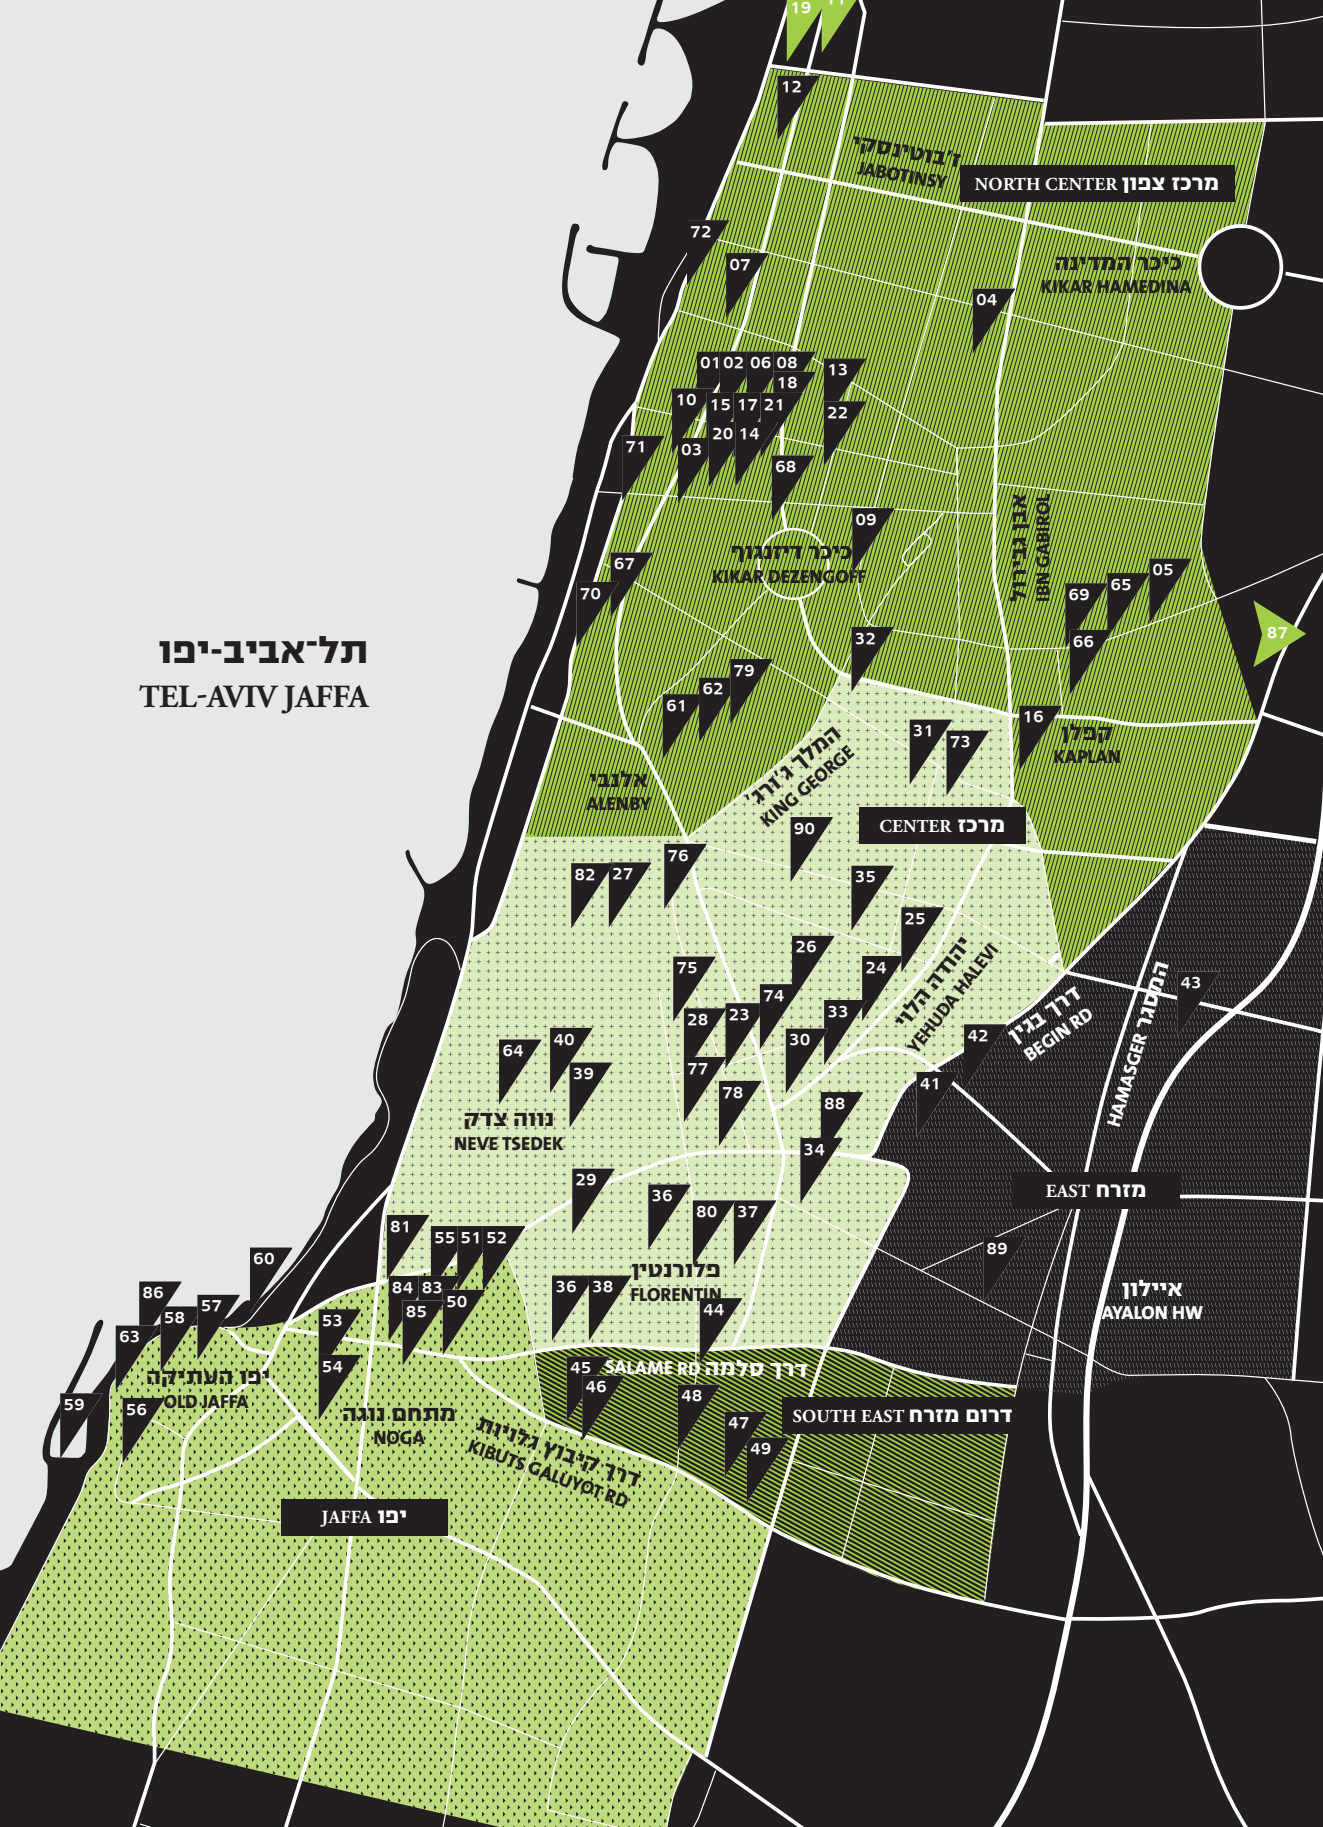 19
11
12
ז'בוטינסקי
JABOTINSY
מרכז צפון NORTH CENTER
72
07
כיכר המדינה
KIKAR HAMEDINA
04
01
02
06
08
18
13
10
15
17
21
22
20
14
03
71
68
09
אבן גבירול
IBN GABIROL
כיכר דיזנגוף
KIKAR DEZENGOFF
67
70
05
65
69
66
87
32
תל־אביב-יפו
TEL-AVIV JAFFA
79
62
61
16
31
73
קפלן
KAPLAN
המלך ג'ורג'
KING GEORGE
אלנבי
ALENBY
מרכז CENTER
90
76
82
27
35
25
26
24
75
74
יהודה הלוי
YEHUDA HALEVI
43
המסגר HAMASGER
דרך בגין
BEGIN RD
28
23
33
30
42
41
40
64
39
77
78
88
נווה צדק
NEVE TSEDEK
34
29
36
80
37
מזרח EAST
81
55
51
52
89
60
פלורנטין
FLORENTIN
36
38
44
איילון
AYALON HW
86
84
83
50
85
57
58
63
53
54
דרך סלמה SALAME RD
45
46
48
47
49
יפו העתיקה
OLD JAFFA
59
56
מתחם נוגה
NOGA
דרום מזרח SOUTH EAST
דרך קיבוץ גלויות
KIBUTS GALUYOT RD
יפו JAFFA